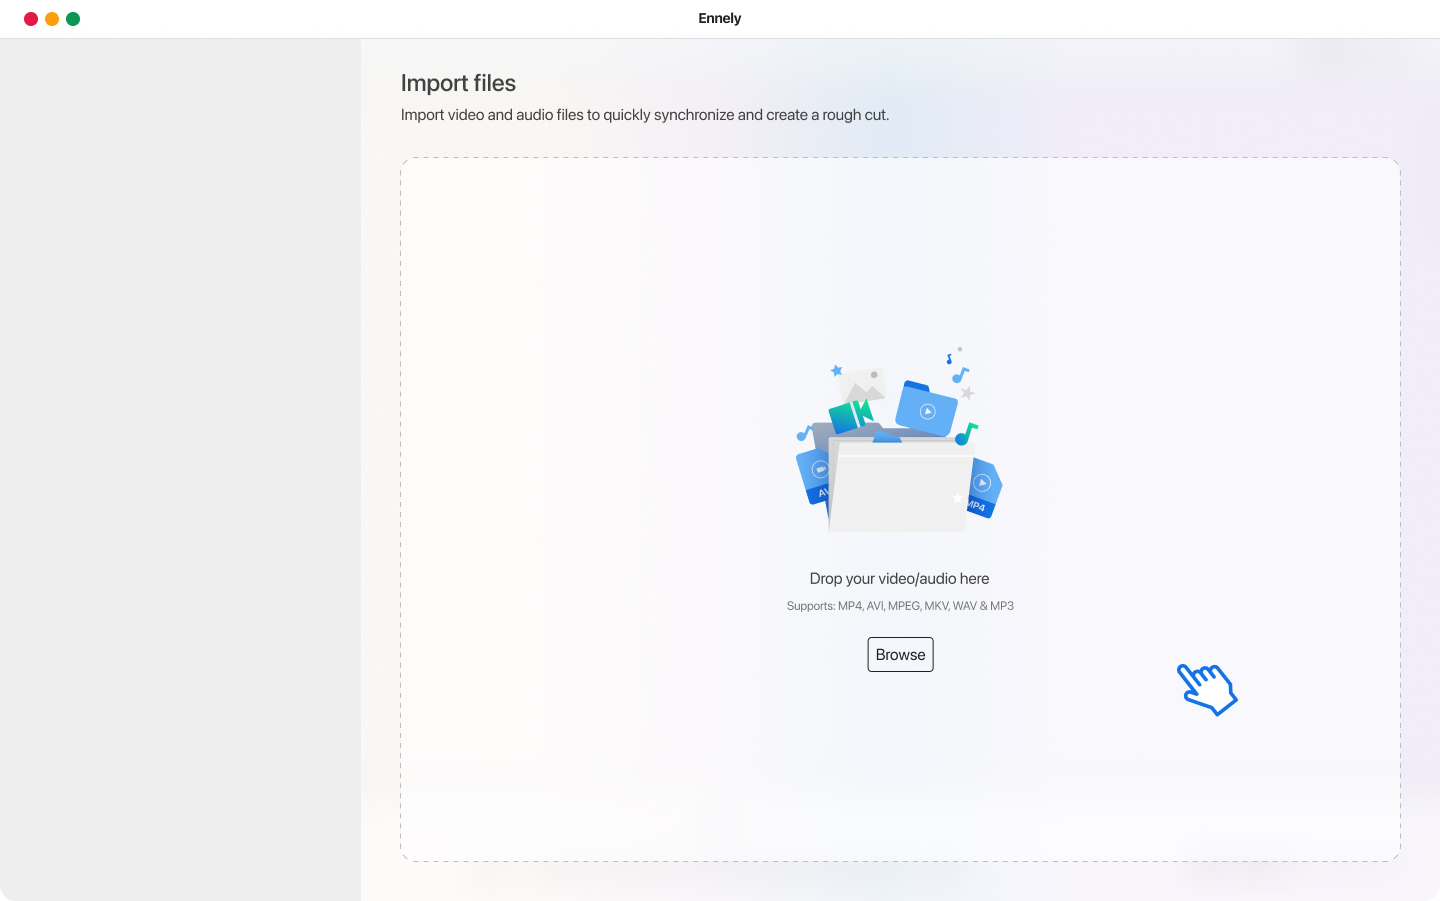 Ennely
Import files
Import video and audio files to quickly synchronize and create a rough cut.
AV
MP4
Drop your video/audio here
Supports: MP4, AVI, MPEG, MKV, WAV & MP3
Browse